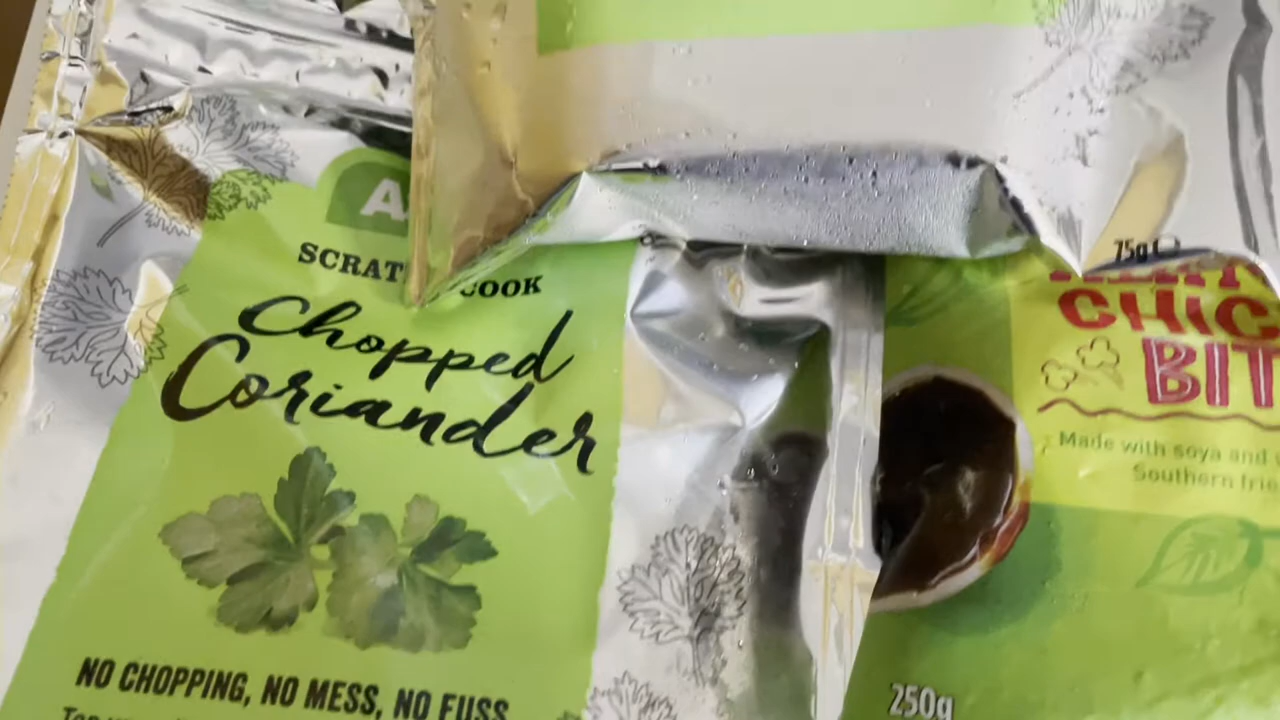 A
SCRAT COOK
Chopped
Coriander
NO CHOPPING, NO MESS, NO FUSS
75g e
CHIC
BIT
Made with soya and
Southern frie
250g